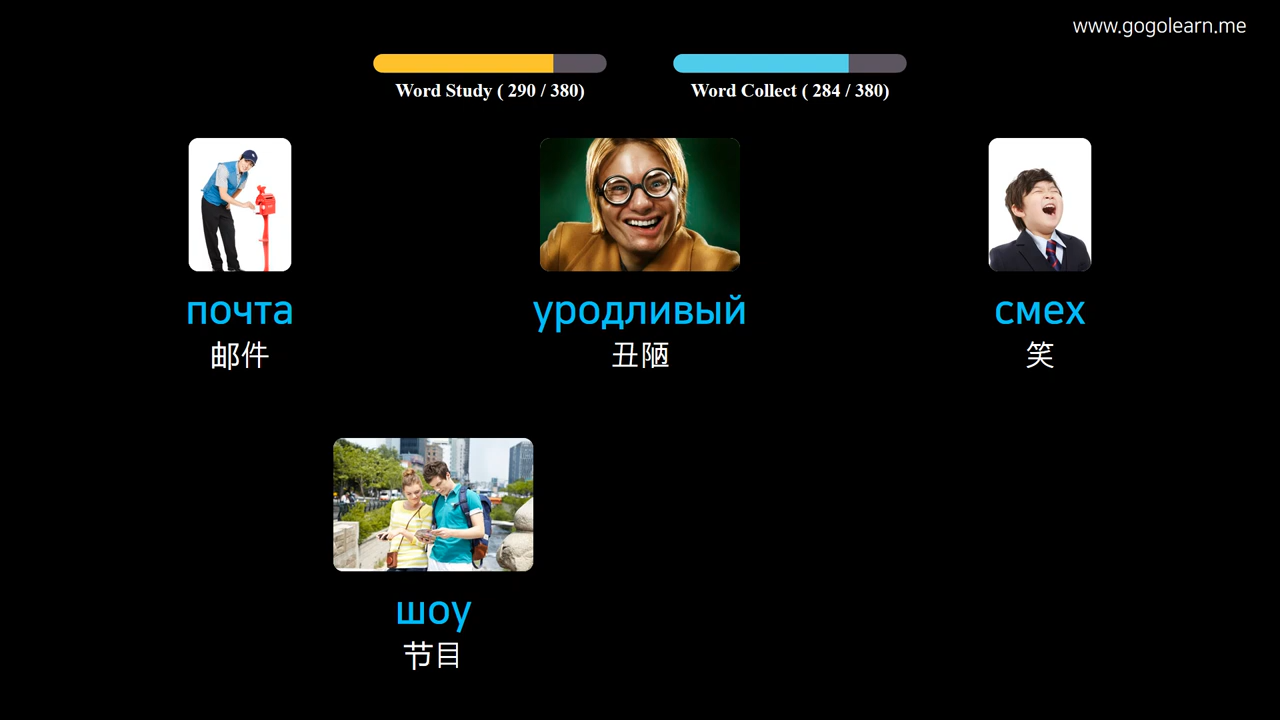 www.gogolearn.me
Word Study ( 290 / 380)
Word Collect ( 284 / 380)
почта
邮件
уродливый
丑陋
смех
笑
шоу
节目